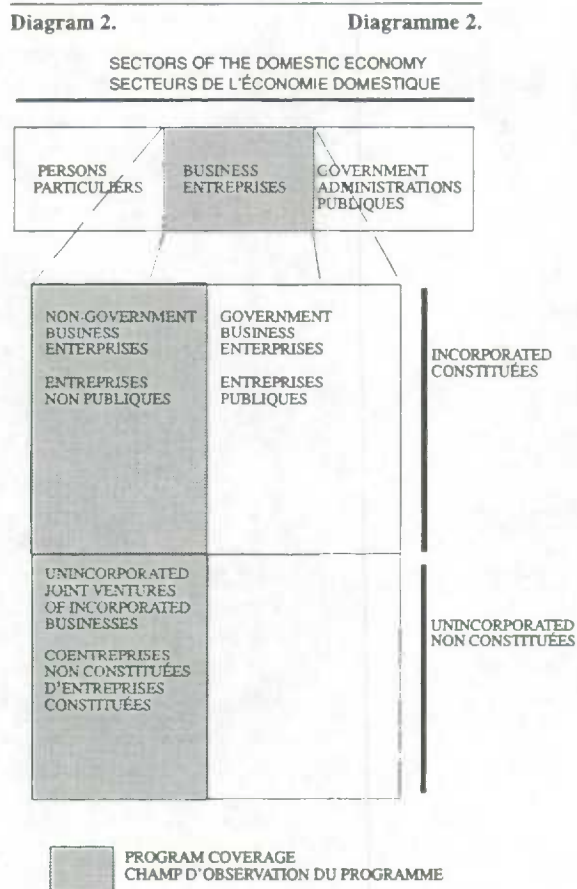 Diagram 2. Diagramme 2.
SECTORS OF THE DOMESTIC ECONOMY
SECTEURS DE L'ÉCONOMIE DOMESTIQUE
PERSONS
PARTICULIERS
BUSINESS
ENTREPRISES
GOVERNMENT
ADMINISTRATIONS
PUBLIQUES
NON-GOVERNMENT
BUSINESS
ENTERPRISES
ENTREPRISES
NON PUBLIQUES
GOVERNMENT
BUSINESS
ENTERPRISES
ENTREPRISES
PUBLIQUES
INCORPORATED
CONSTITUÉES
UNINCORPORATED
JOINT VENTURES
OF INCORPORATED
BUSINESSES
COENTREPRISES
NON CONSTITUÉES
D'ENTREPRISES
CONSTITUÉES
UNINCORPORATED
NON CONSTITUÉES
PROGRAM COVERAGE
CHAMP D'OBSERVATION DU PROGRAMME